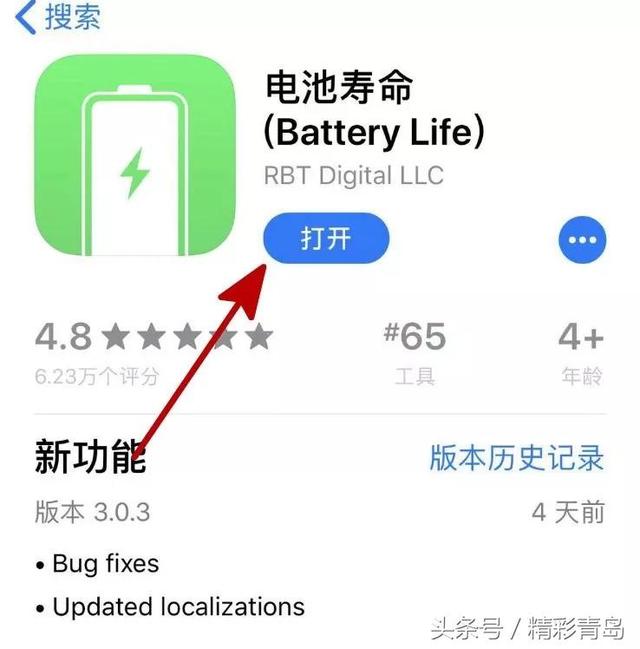 搜索
电池寿命
(Battery Life)
RBT Digital LLC
打开
4.8
#65
4+
6.23万个评分
工具
年龄
新功能
版本历史记录
版本 3.0.3
4 天前
• Bug fixes
• Updated localizations
头条号 / 精彩青岛